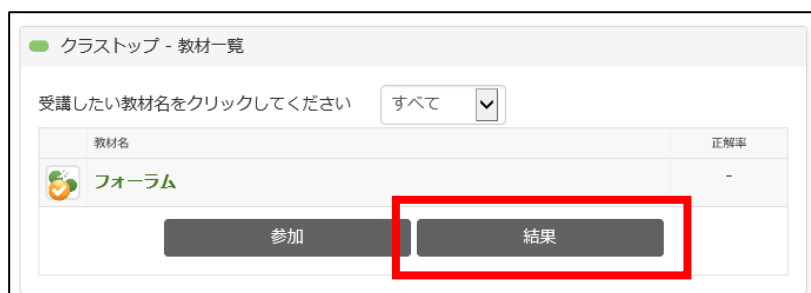 クラストップ - 教材一覧
受講したい教材名をクリックしてください すべて
教材名 正解率
フォーラム -
参加 結果